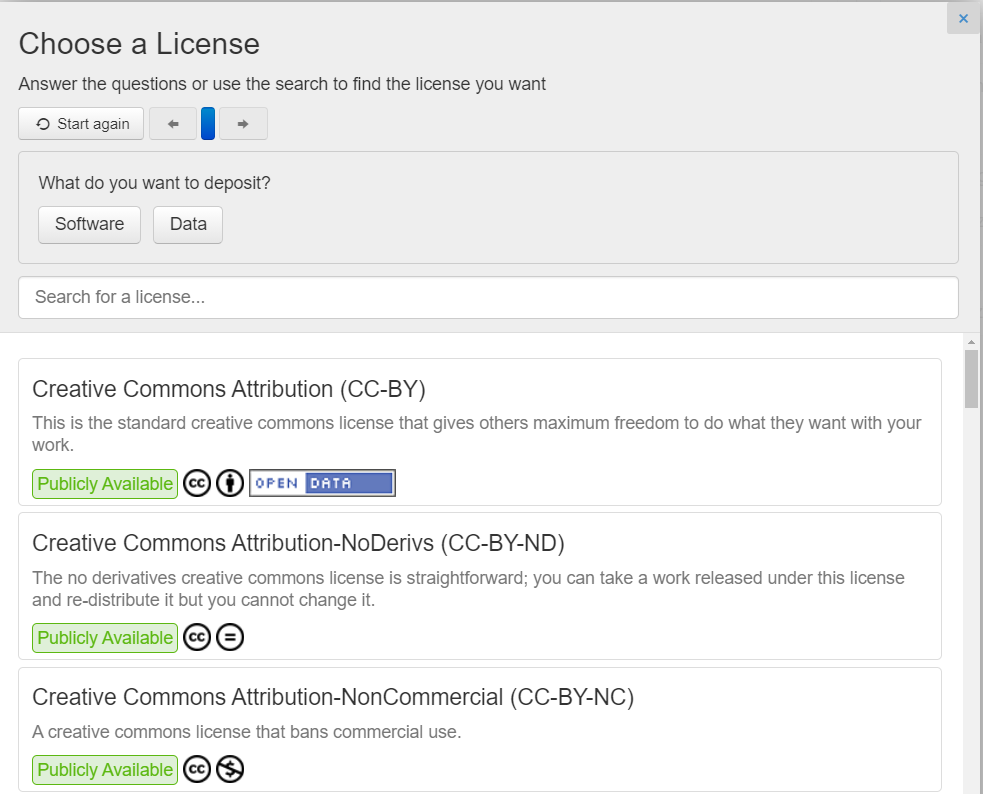 Choose a License
Answer the questions or use the search to find the license you want
Start again
What do you want to deposit?
Software Data
Search for a license...
Creative Commons Attribution (CC-BY)
This is the standard creative commons license that gives others maximum freedom to do what they want with your
work.
Publicly Available cc OPEN DATA
Creative Commons Attribution-NoDerivs (CC-BY-ND)
The no derivatives creative commons license is straightforward; you can take a work released under this license
and re-distribute it but you cannot change it.
Publicly Available cc =
Creative Commons Attribution-NonCommercial (CC-BY-NC)
A creative commons license that bans commercial use.
Publicly Available cc $